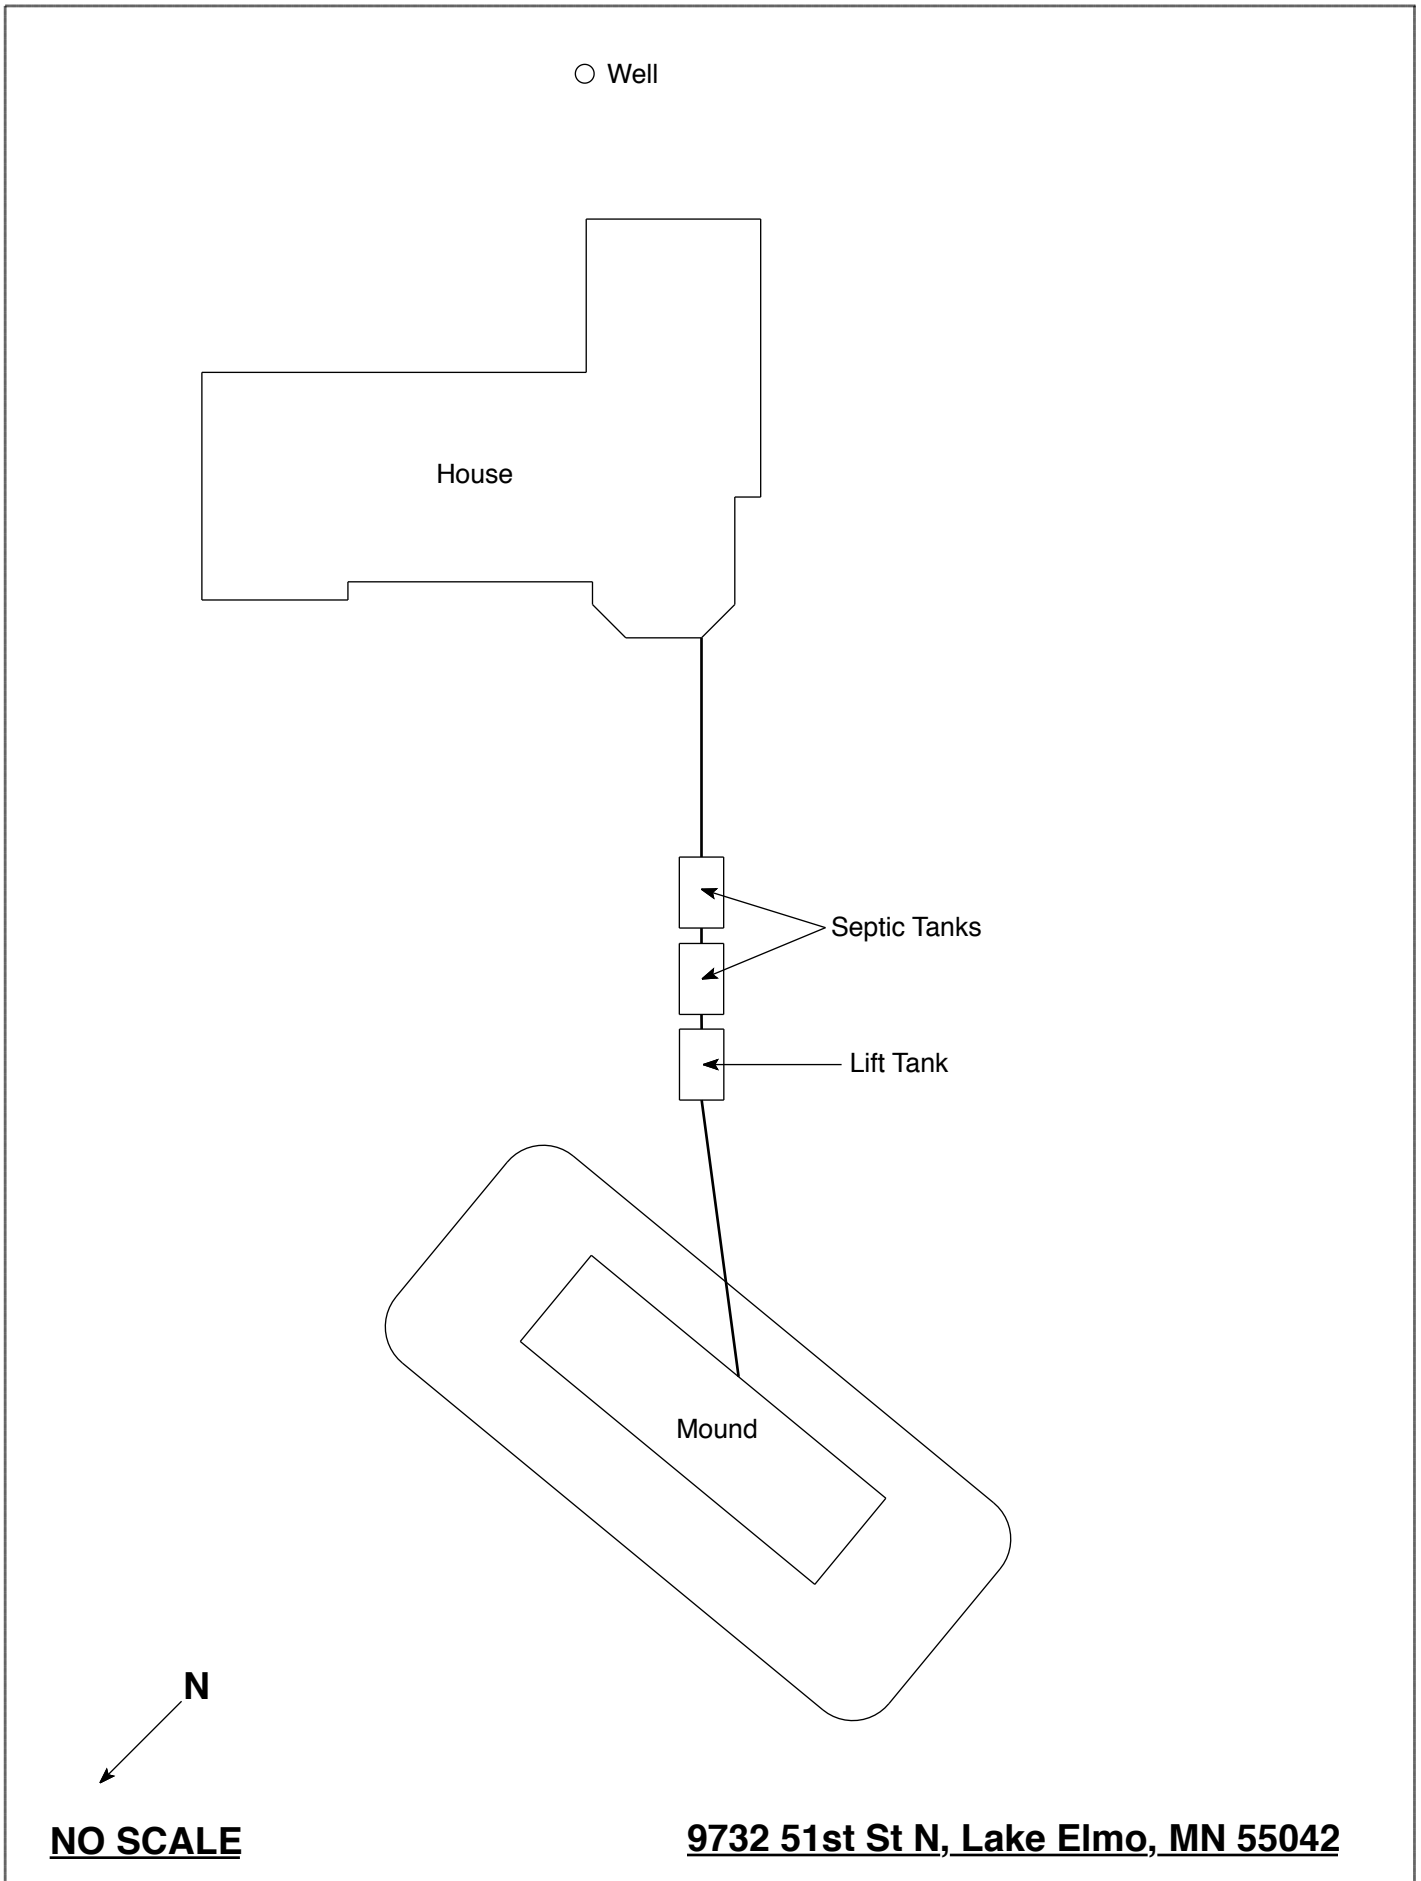 Well
House
Septic Tanks
Lift Tank
Mound
N
NO SCALE
9732 51st St N, Lake Elmo, MN 55042